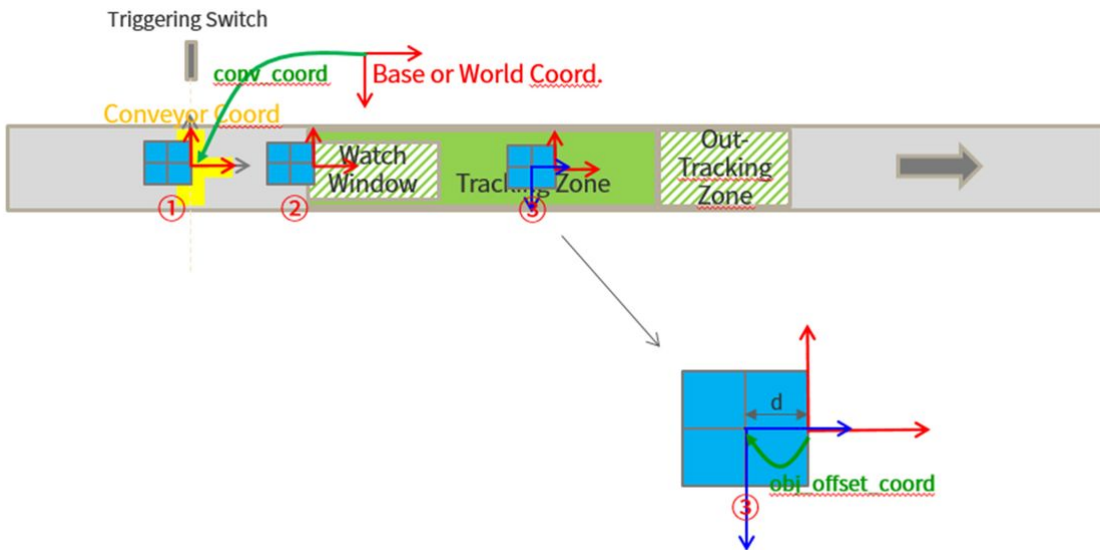 Triggering Switch
conv_coord
Base or World Coord.
Conveyor Coord
Watch
Window
Tracking Zone
Out-
Tracking
Zone
①
②
③
d
obj_offset_coord
③